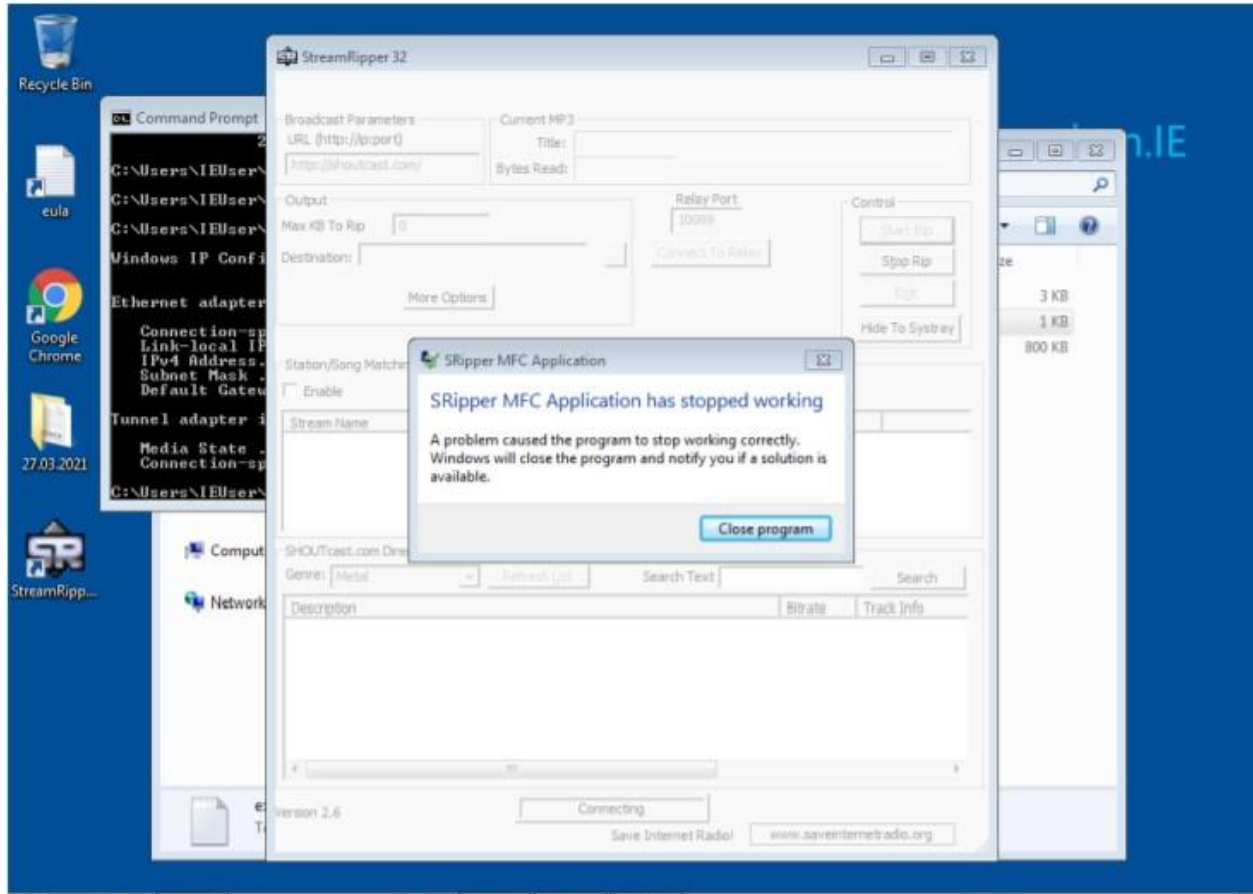 Recycle Bin
eula
Google
Chrome
27.03.2021
StreamRipp...
n.IE
Command Prompt
2
C:\Users\IEUser\
C:\Users\IEUser\
C:\Users\IEUser\
Windows IP Confi
Ethernet adapter
Connection-sp
Link-local IP
IPv4 Address.
Subnet Mask .
Default Gatew
Tunnel adapter i
Media State .
Connection-sp
C:\Users\IEUser\
StreamRipper 32
Broadcast Parameters
URL (http://ip:port)
http://shoutcast.com/
Current MP3
Title:
Bytes Read:
Output
Max KB To Rip 0
Destination:
More Options
Relay Port
10069
Connect To Relay
Control
Start Rip
Stop Rip
Exit
Hide To Systray
Station/Song Matchin
Enable
Stream Name
SRipper MFC Application
SRipper MFC Application has stopped working
A problem caused the program to stop working correctly.
Windows will close the program and notify you if a solution is
available.
Close program
SHOUTcast.com Dire
Genre: Metal
Refresh List
Search Text
Search
Description
Bitrate
Track Info
Version 2.6
Connecting
Save Internet Radio!
www.saveinternetradio.org
ze
3 KB
1 KB
800 KB
Comput
Network